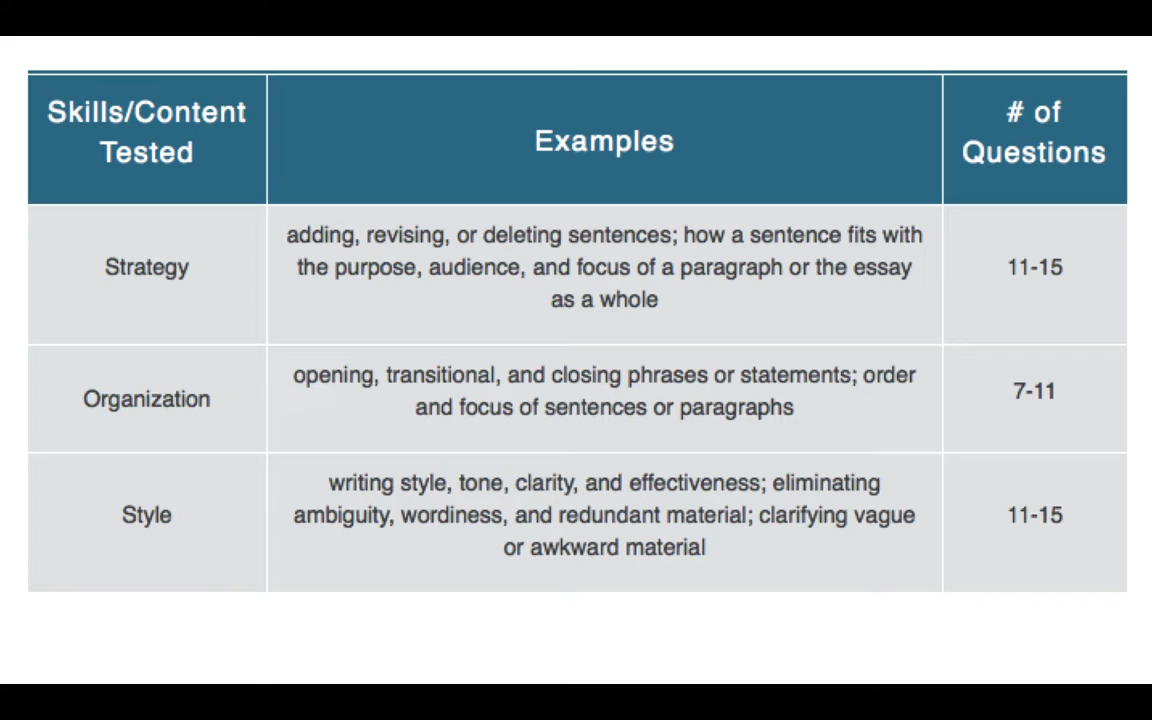 Skills/Content
Tested
Examples
# of
Questions
Strategy
adding, revising, or deleting sentences; how a sentence fits with
the purpose, audience, and focus of a paragraph or the essay
as a whole
11-15
Organization
opening, transitional, and closing phrases or statements; order
and focus of sentences or paragraphs
7-11
Style
writing style, tone, clarity, and effectiveness; eliminating
ambiguity, wordiness, and redundant material; clarifying vague
or awkward material
11-15